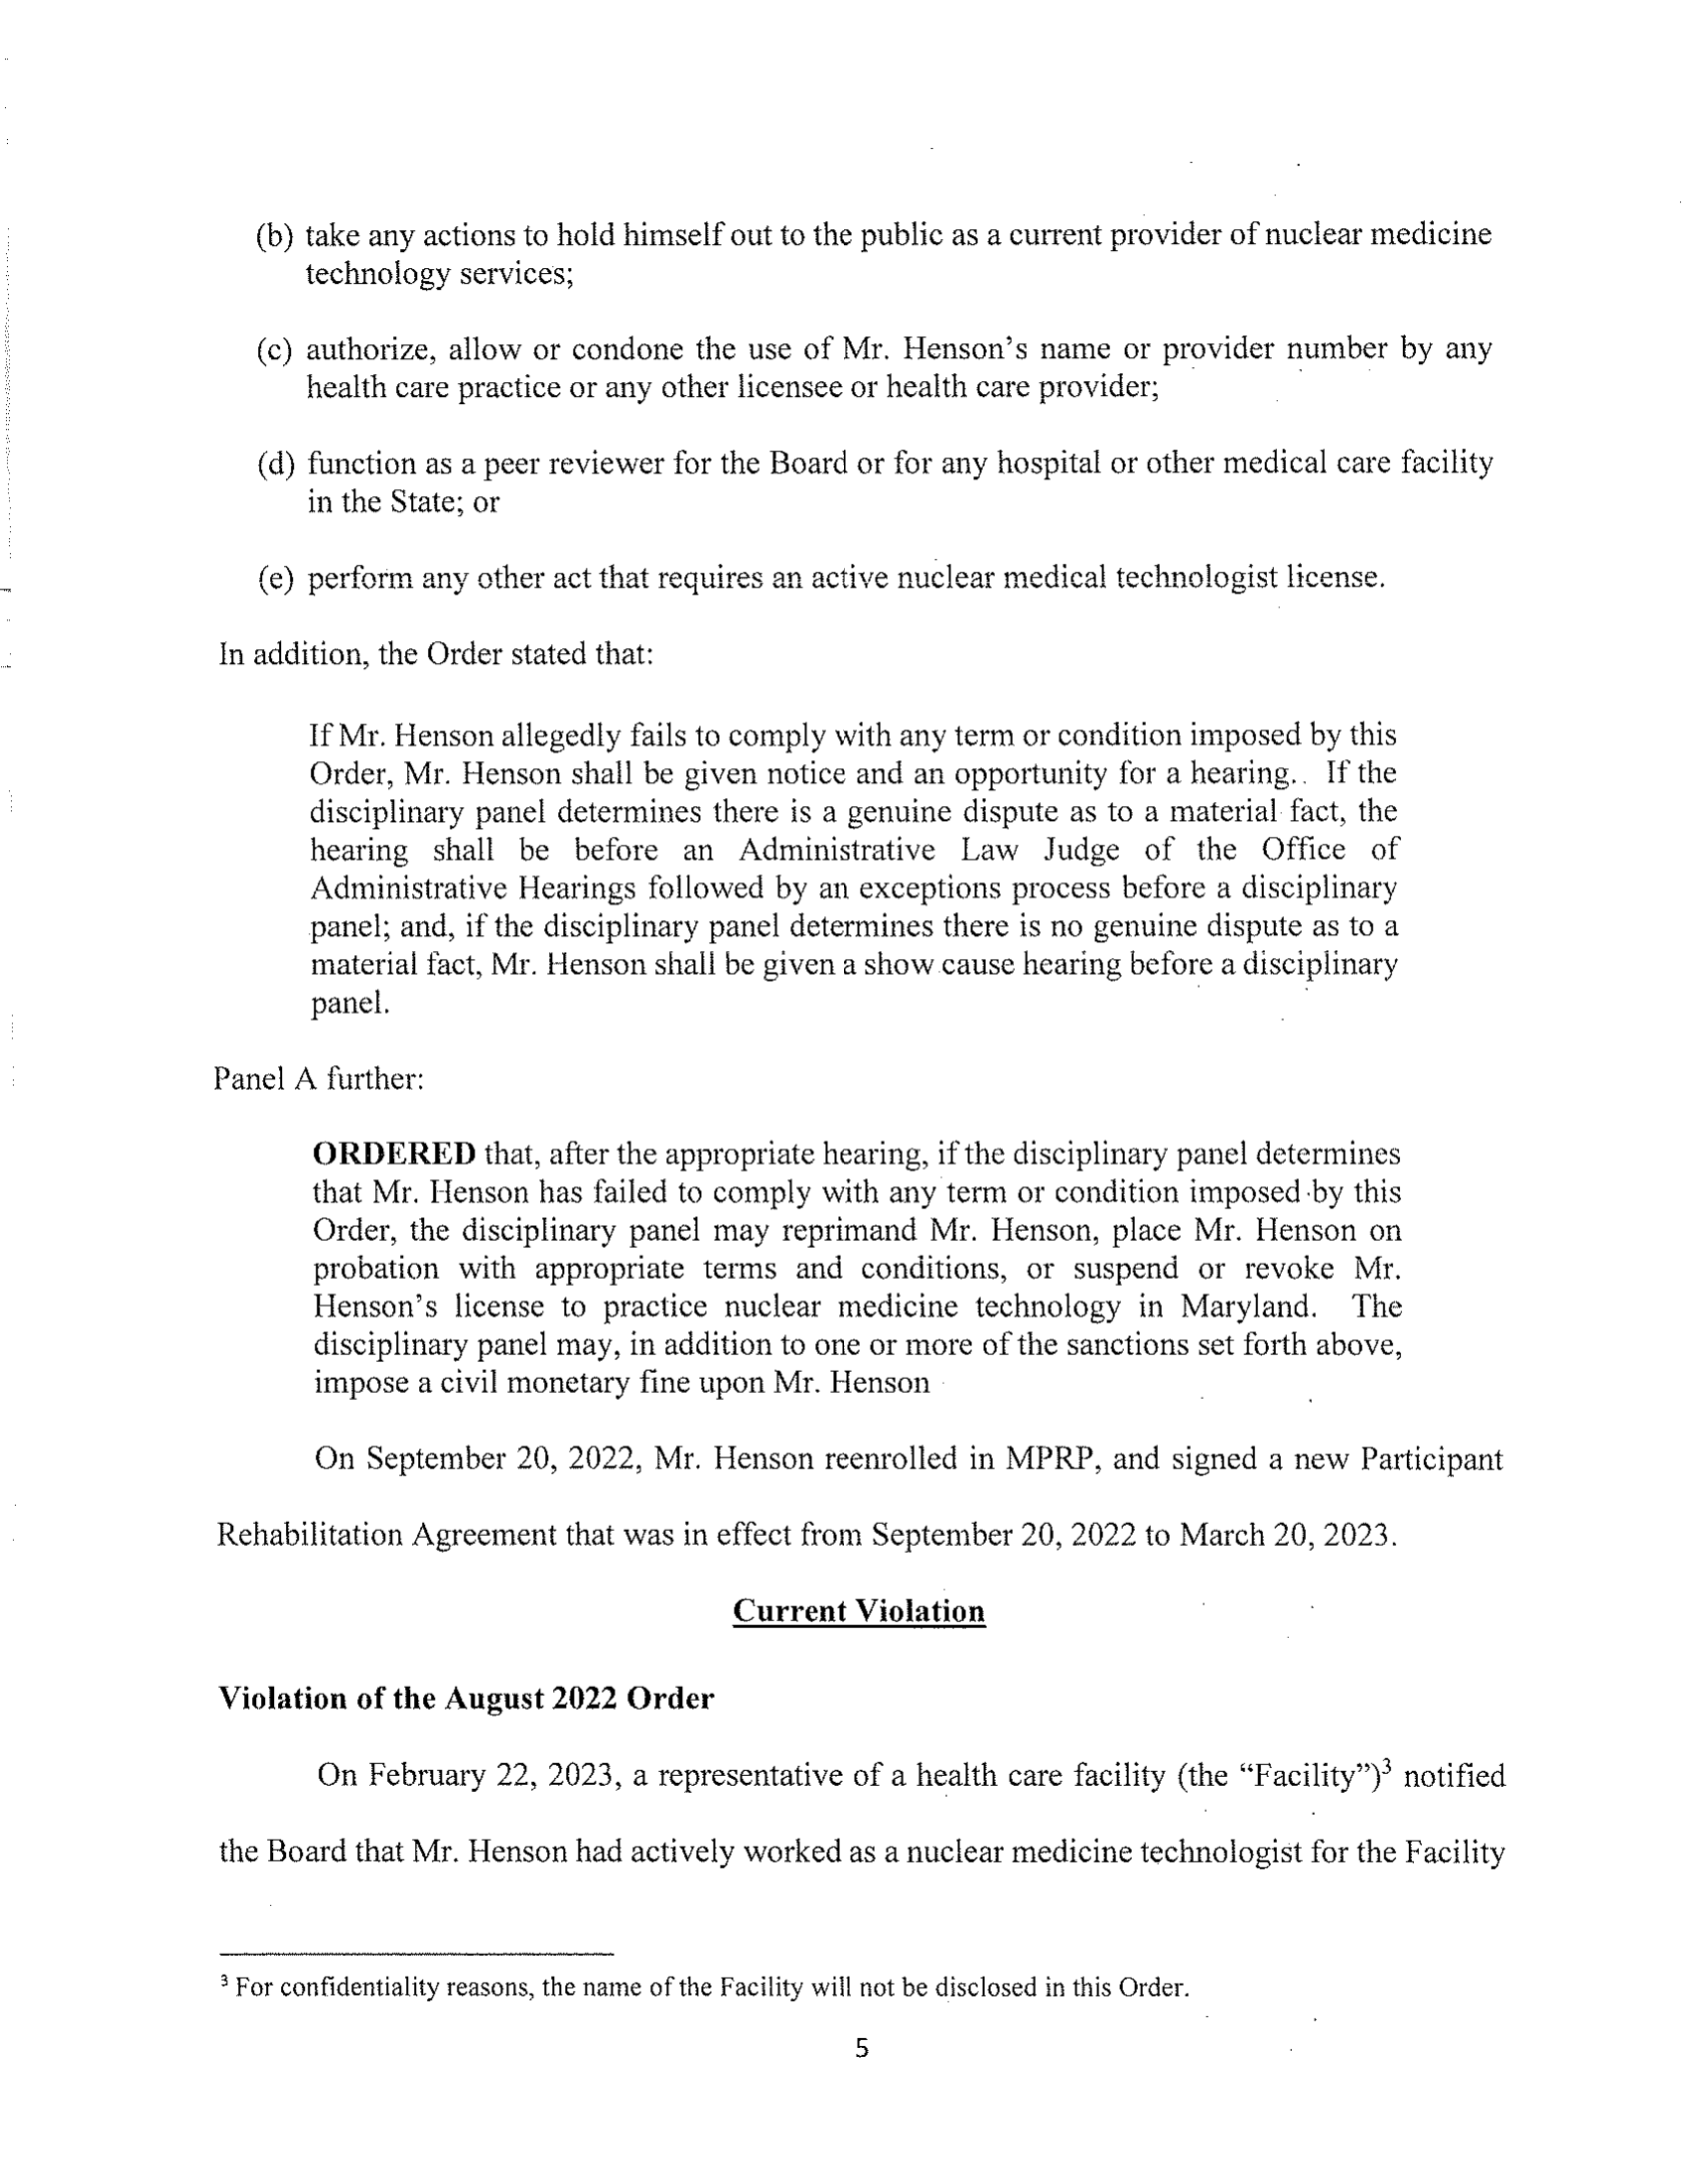 (b) take any actions to hold himself out to the public as a current provider of nuclear medicine
technology services;
(c) authorize, allow or condone the use of Mr. Henson's name or provider number by any
health care practice or any other licensee or health care provider;
(d) function as a peer reviewer for the Board or for any hospital or other medical care facility
in the State; or
(e) perform any other act that requires an active nuclear medical technologist license.
In addition, the Order stated that:
If Mr. Henson allegedly fails to comply with any term or condition imposed by this
Order, Mr. Henson shall be given notice and an opportunity for a hearing.. If the
disciplinary panel determines there is a genuine dispute as to a material fact, the
hearing shall be before an Administrative Law Judge of the Office of
Administrative Hearings followed by an exceptions process before a disciplinary
panel; and, if the disciplinary panel determines there is no genuine dispute as to a
material fact, Mr. Henson shall be given a show cause hearing before a disciplinary
panel.
Panel A further:
ORDERED that, after the appropriate hearing, if the disciplinary panel determines
that Mr. Henson has failed to comply with any term or condition imposed by this
Order, the disciplinary panel may reprimand Mr. Henson, place Mr. Henson on
probation with appropriate terms and conditions, or suspend or revoke Mr.
Henson's license to practice nuclear medicine technology in Maryland. The
disciplinary panel may, in addition to one or more of the sanctions set forth above,
impose a civil monetary fine upon Mr. Henson
On September 20, 2022, Mr. Henson reenrolled in MPRP, and signed a new Participant
Rehabilitation Agreement that was in effect from September 20, 2022 to March 20, 2023.
Current Violation
Violation of the August 2022 Order
On February 22, 2023, a representative of a health care facility (the "Facility")³ notified
the Board that Mr. Henson had actively worked as a nuclear medicine technologist for the Facility
³ For confidentiality reasons, the name of the Facility will not be disclosed in this Order.
5